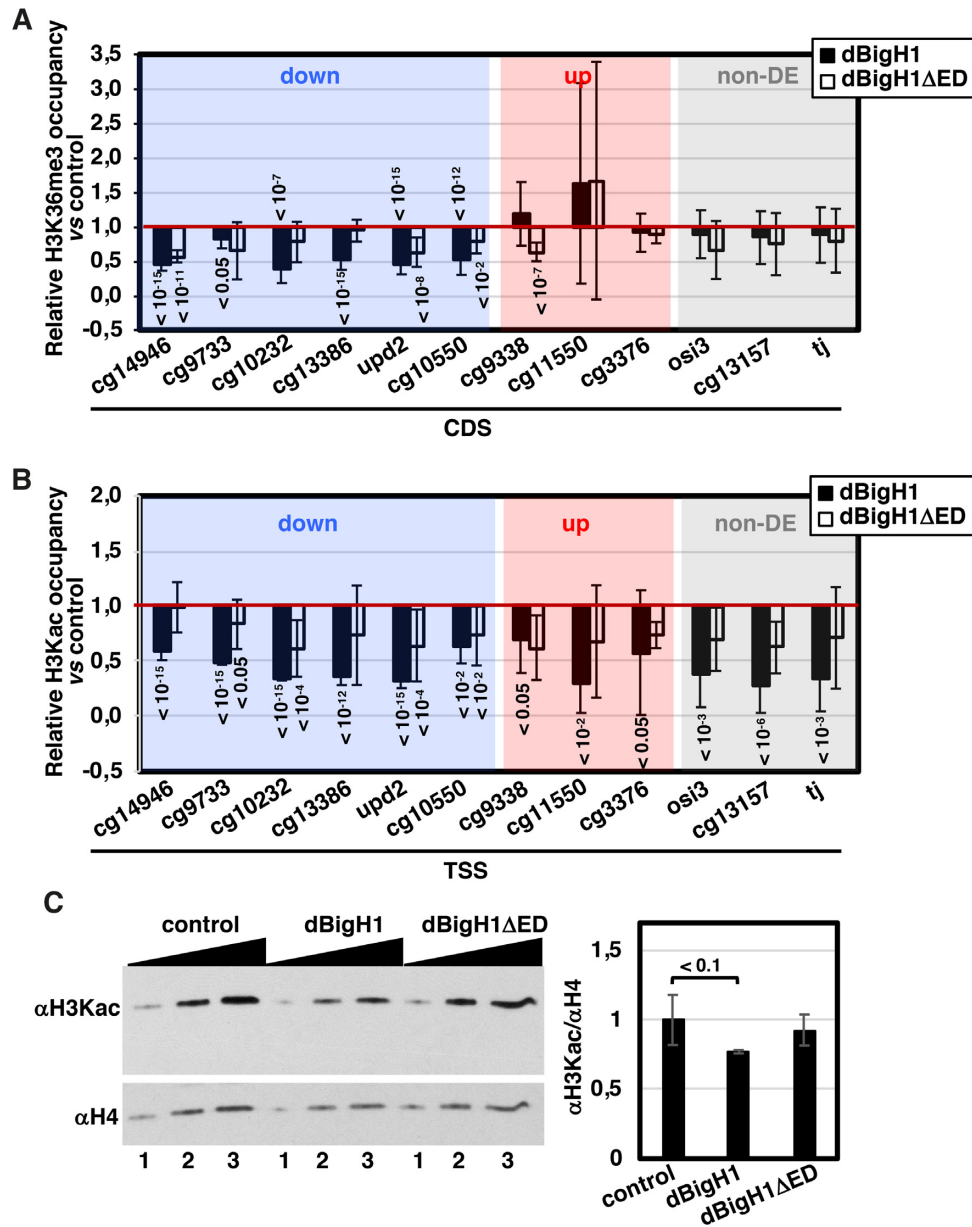 A
dBigH1
dBigH1ΔED
down
up
non-DE
Relative H3K36me3 occupancy
vs control
3,5
3,0
2,5
2,0
1,5
1,0
0,5
0,0
-0,5
< 10-15
< 10-11
< 0.05
< 10-7
< 10-15
< 10-15
< 10-8
< 10-12
< 10-2
< 10-7
cg14946
cg9733
cg10232
cg13386
upd2
cg10550
cg9338
cg11550
cg3376
osi3
cg13157
tj
CDS
B
dBigH1
dBigH1ΔED
down
up
non-DE
Relative H3Kac occupancy
vs control
2,0
1,5
1,0
0,5
0,0
-0,5
< 10-15
< 10-15
< 0.05
< 10-15
< 10-4
< 10-12
< 10-15
< 10-4
< 10-2
< 10-2
< 0.05
< 10-2
< 0.05
< 10-3
< 10-6
< 10-3
cg14946
cg9733
cg10232
cg13386
upd2
cg10550
cg9338
cg11550
cg3376
osi3
cg13157
tj
TSS
C
control
dBigH1
dBigH1ΔED
αH3Kac
αH4
1 2 3 1 2 3 1 2 3
αH3Kac/αH4
1,5
1
0,5
0
< 0.1
control
dBigH1
dBigH1ΔED